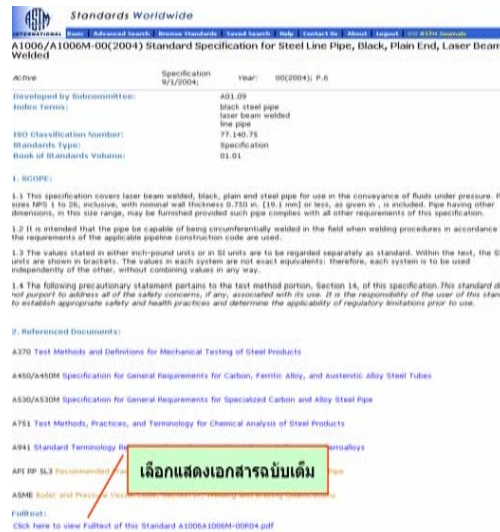 ASTM
INTERNATIONAL
Standards Worldwide
Basic Advanced Search Browse Standards Saved Search Help Contact Us About Logout ASTM Journals
A1006/A1006M-00(2004) Standard Specification for Steel Line Pipe, Black, Plain End, Laser Beam
Welded
Active Specification 9/1/2004; Year: 00(2004); P.6
Developed by Subcommittee: A01.09
Index Terms: black steel pipe
laser beam welded
line pipe
ISO Classification Number: 77.140.75
Standards Type: Specification
Book of Standards Volume: 01.01
1. SCOPE:
1.1 This specification covers laser beam welded, black, plain end steel pipe for use in the conveyance of fluids under pressure.
sizes NPS 1 to 26, inclusive, with nominal wall thickness 0.750 in. [19.1 mm] or less, as given in , is included. Pipe having other
dimensions, in this size range, may be furnished provided such pipe complies with all other requirements of this specification.
1.2 It is intended that the pipe be capable of being circumferentially welded in the field when welding procedures in accordance
the requirements of the applicable pipeline construction code are used.
1.3 The values stated in either inch-pound units or in SI units are to be regarded separately as standard. Within the text, the S
units are shown in brackets. The values in each system are not exact equivalents; therefore, each system is to be used
independently of the other, without combining values in any way.
1.4 The following precautionary statement pertains to the test method portion, Section 14, of this specification. This standard d
not purport to address all of the safety concerns, if any, associated with its use. It is the responsibility of the user of this stan
to establish appropriate safety and health practices and determine the applicability of regulatory limitations prior to use.
2. Referenced Documents:
A370 Test Methods and Definitions for Mechanical Testing of Steel Products
A450/A450M Specification for General Requirements for Carbon, Ferritic Alloy, and Austenitic Alloy Steel Tubes
A530/A530M Specification for General Requirements for Specialized Carbon and Alloy Steel Pipe
A751 Test Methods, Practices, and Terminology for Chemical Analysis of Steel Products
A941 Standard Terminology Re erroalloys
API RP 5L3 Recommended Pipe
ASME Boiler and Pressure
เลือกแสดงเอกสารฉบับเต็ม
Fulltext:
Click here to view Fulltext of this Standard A1006A1006M-00R04.pdf